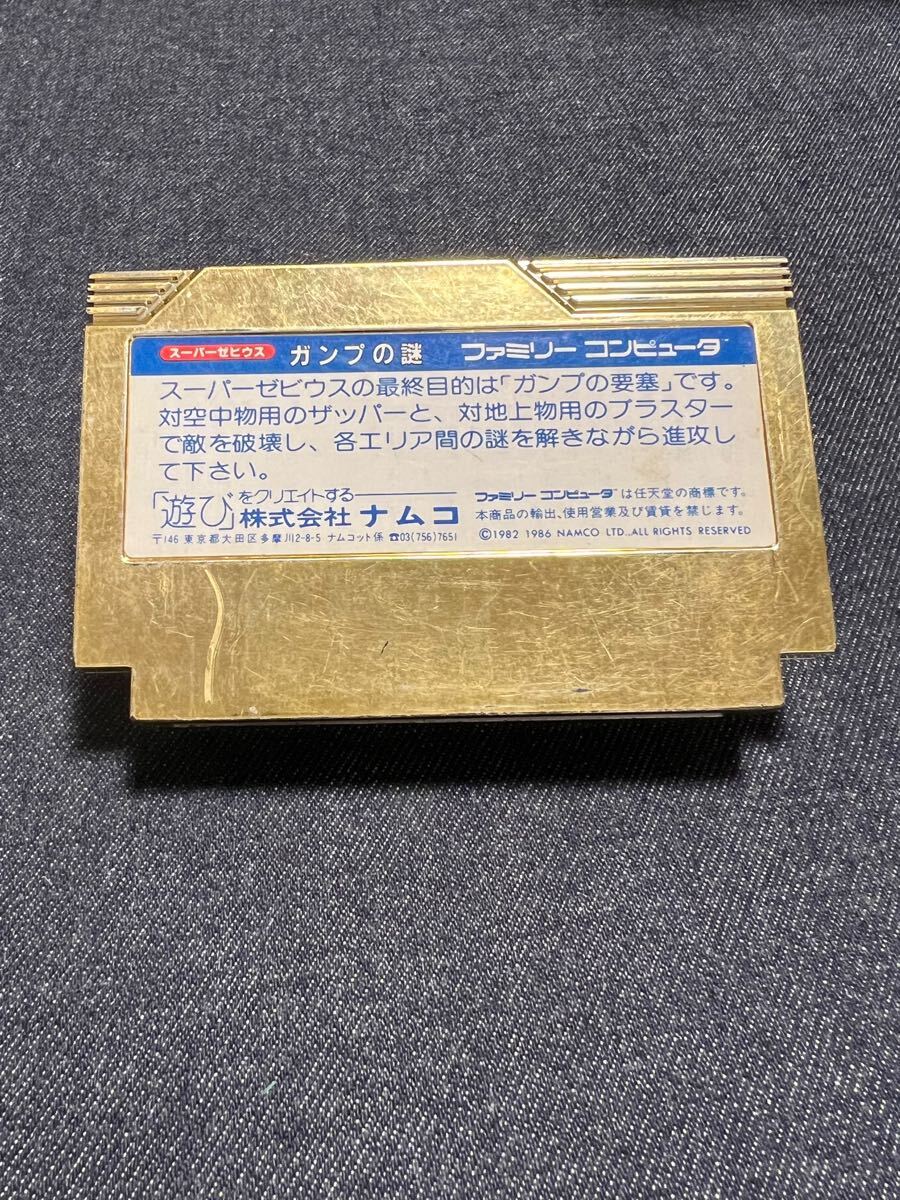 スーパーゼビウス ガンプの謎 ファミリー コンピュータ™
スーパーゼビウスの最終目的は「ガンプの要塞」です。
対空中物用のザッパーと、対地上物用のブラスター
で敵を破壊し、各エリア間の謎を解きながら進攻し
て下さい。
「遊び」をクリエイトする
株式会社 ナムコ
〒146 東京都大田区多摩川2-8-5 ナムコット係 ☎03(756)7651
ファミリー コンピュータ™ は任天堂の商標です。
本商品の輸出、使用営業及び賃貸を禁じます。
©1982 1986 NAMCO LTD.,ALL RIGHTS RESERVED